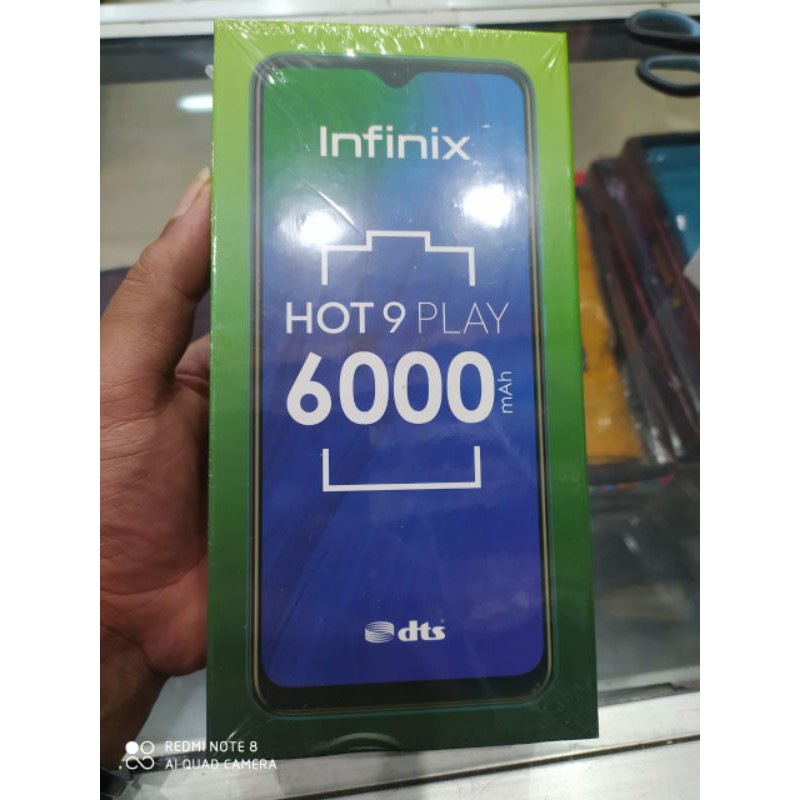 Infinix
HOT 9 PLAY
6000 mAh
dts
REDMI NOTE 8
AI QUAD CAMERA